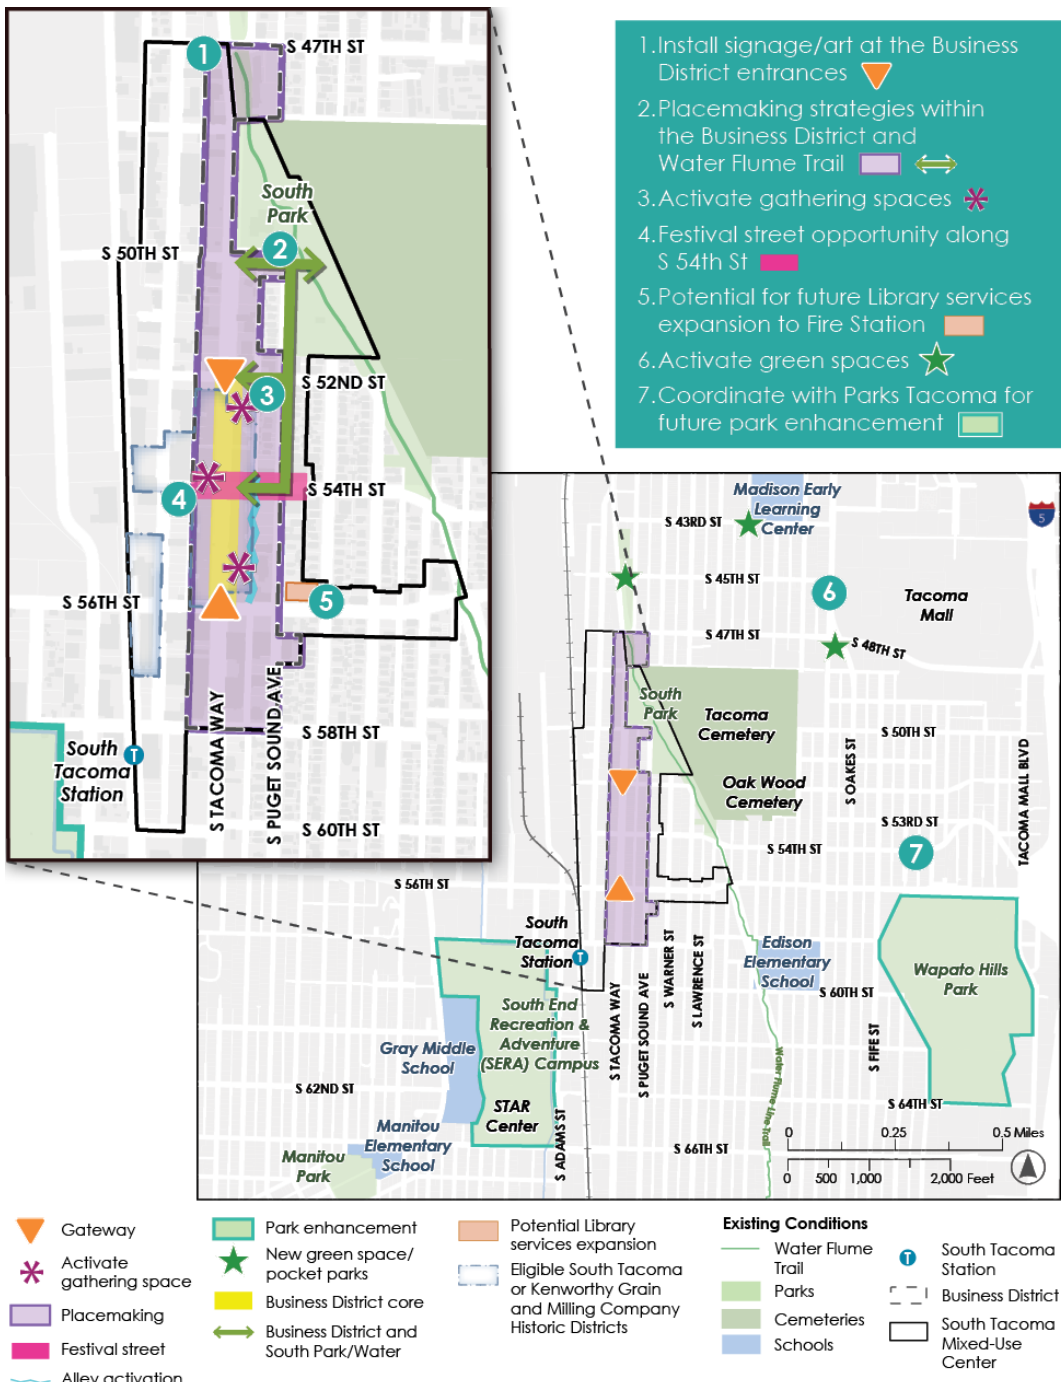 1
S 47TH ST
South
Park
2
S 50TH ST
3
S 52ND ST
4
S 54TH ST
5
S 56TH ST
S TACOMA WAY
S PUGET SOUND AVE
S 58TH ST
South
Tacoma
Station
T
S 60TH ST
1. Install signage/art at the Business
District entrances
2. Placemaking strategies within
the Business District and
Water Flume Trail
3. Activate gathering spaces
4. Festival street opportunity along
S 54th St
5. Potential for future Library services
expansion to Fire Station
6. Activate green spaces
7. Coordinate with Parks Tacoma for
future park enhancement
Madison Early
Learning
Center
S 43RD ST
5
S 45TH ST
6
Tacoma
Mall
S 47TH ST
S 48TH ST
South
Park
Tacoma
Cemetery
S 50TH ST
S OAKES ST
TACOMA MALL BLVD
Oak Wood
Cemetery
S 53RD ST
S 54TH ST
7
S 56TH ST
South
Tacoma
Station
T
S WARNER ST
S LAWRENCE ST
Edison
Elementary
School
Wapato Hills
Park
S 60TH ST
S TACOMA WAY
S PUGET SOUND AVE
South End
Recreation &
Adventure
(SERA) Campus
Gray Middle
School
S FIFE ST
Water Flume Line Trail
S 62ND ST
STAR
Center
S 64TH ST
Manitou
Elementary
School
S ADAMS ST
Manitou
Park
S 66TH ST
0 0.25 0.5 Miles
0 500 1,000 2,000 Feet
Gateway
Activate
gathering space
Placemaking
Festival street
Alley activation
Park enhancement
New green space/
pocket parks
Business District core
Business District and
South Park/Water
Potential Library
services expansion
Eligible South Tacoma
or Kenworthy Grain
and Milling Company
Historic Districts
Existing Conditions
Water Flume
Trail
Parks
Cemeteries
Schools
T
South Tacoma
Station
Business District
South Tacoma
Mixed-Use
Center